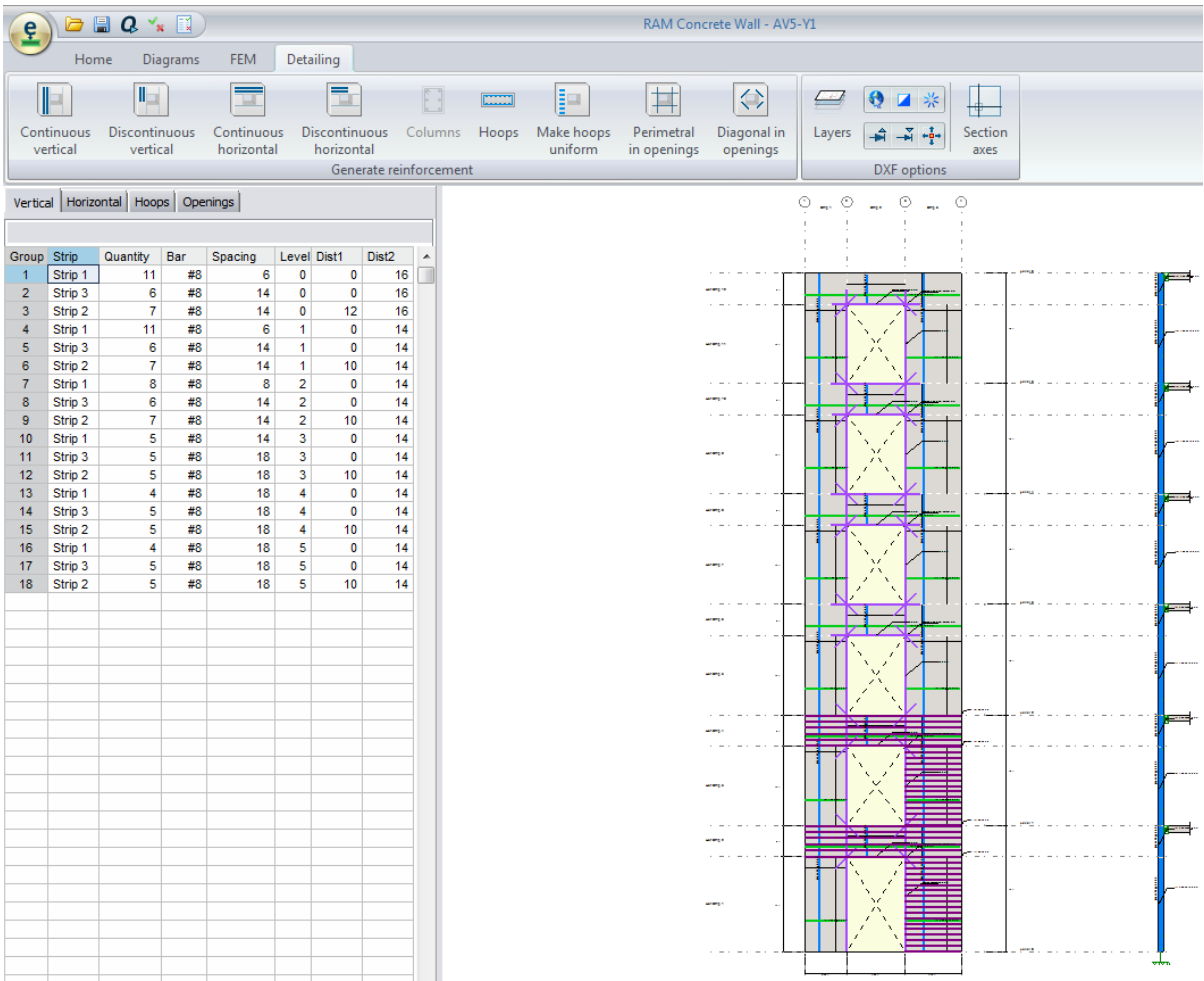 RAM Concrete Wall - AV5-Y1
Home Diagrams FEM Detailing
Continuous vertical
Discontinuous vertical
Continuous horizontal
Discontinuous horizontal
Columns
Hoops
Make hoops uniform
Perimetral in openings
Diagonal in openings
Generate reinforcement
Layers
Section axes
DXF options
Vertical Horizontal Hoops Openings
Group Strip Quantity Bar Spacing Level Dist1 Dist2
1 Strip 1 11 #8 6 0 0 16
2 Strip 3 6 #8 14 0 0 16
3 Strip 2 7 #8 14 0 12 16
4 Strip 1 11 #8 6 1 0 14
5 Strip 3 6 #8 14 1 0 14
6 Strip 2 7 #8 14 1 10 14
7 Strip 1 8 #8 8 2 0 14
8 Strip 3 6 #8 14 2 0 14
9 Strip 2 7 #8 14 2 10 14
10 Strip 1 5 #8 14 3 0 14
11 Strip 3 5 #8 18 3 0 14
12 Strip 2 5 #8 18 3 10 14
13 Strip 1 4 #8 18 4 0 14
14 Strip 3 5 #8 18 4 0 14
15 Strip 2 5 #8 18 4 10 14
16 Strip 1 4 #8 18 5 0 14
17 Strip 3 5 #8 18 5 0 14
18 Strip 2 5 #8 18 5 10 14